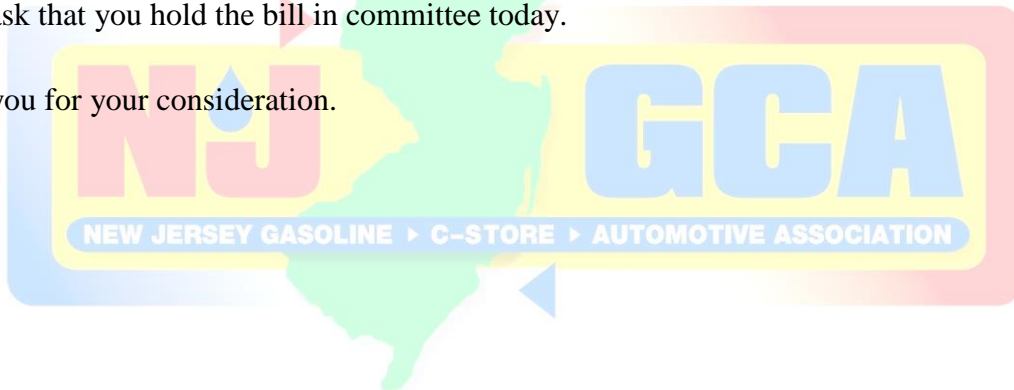 ask that you hold the bill in committee today.
you for your consideration.
NJ GCA
NEW JERSEY GASOLINE ▸ C-STORE ▸ AUTOMOTIVE ASSOCIATION